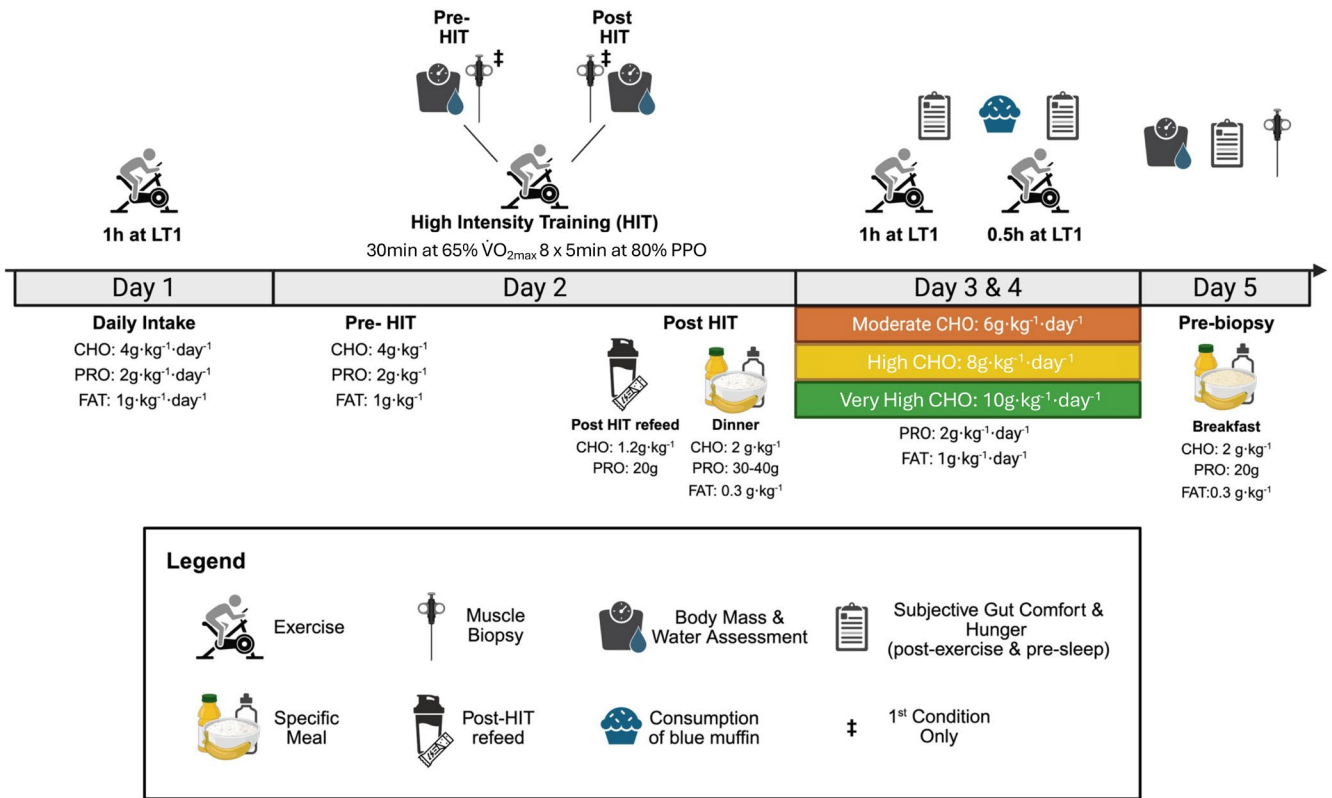 Pre-
HIT
Post
HIT
‡
‡
1h at LT1
High Intensity Training (HIT)
30min at 65% V̇O₂max 8 x 5min at 80% PPO
1h at LT1
0.5h at LT1
Day 1
Day 2
Day 3 & 4
Day 5
Daily Intake
CHO: 4g·kg⁻¹·day⁻¹
PRO: 2g·kg⁻¹·day⁻¹
FAT: 1g·kg⁻¹·day⁻¹
Pre- HIT
CHO: 4g·kg⁻¹
PRO: 2g·kg⁻¹
FAT: 1g·kg⁻¹
Post HIT
Post HIT refeed
CHO: 1.2g·kg⁻¹
PRO: 20g
Dinner
CHO: 2 g·kg⁻¹
PRO: 30-40g
FAT: 0.3 g·kg⁻¹
Moderate CHO: 6g·kg⁻¹·day⁻¹
High CHO: 8g·kg⁻¹·day⁻¹
Very High CHO: 10g·kg⁻¹·day⁻¹
PRO: 2g·kg⁻¹·day⁻¹
FAT: 1g·kg⁻¹·day⁻¹
Pre-biopsy
Breakfast
CHO: 2 g·kg⁻¹
PRO: 20g
FAT:0.3 g·kg⁻¹
Legend
Exercise
Muscle
Biopsy
Body Mass &
Water Assessment
Subjective Gut Comfort &
Hunger
(post-exercise & pre-sleep)
Specific
Meal
Post-HIT
refeed
Consumption
of blue muffin
‡
1ˢᵗ Condition
Only